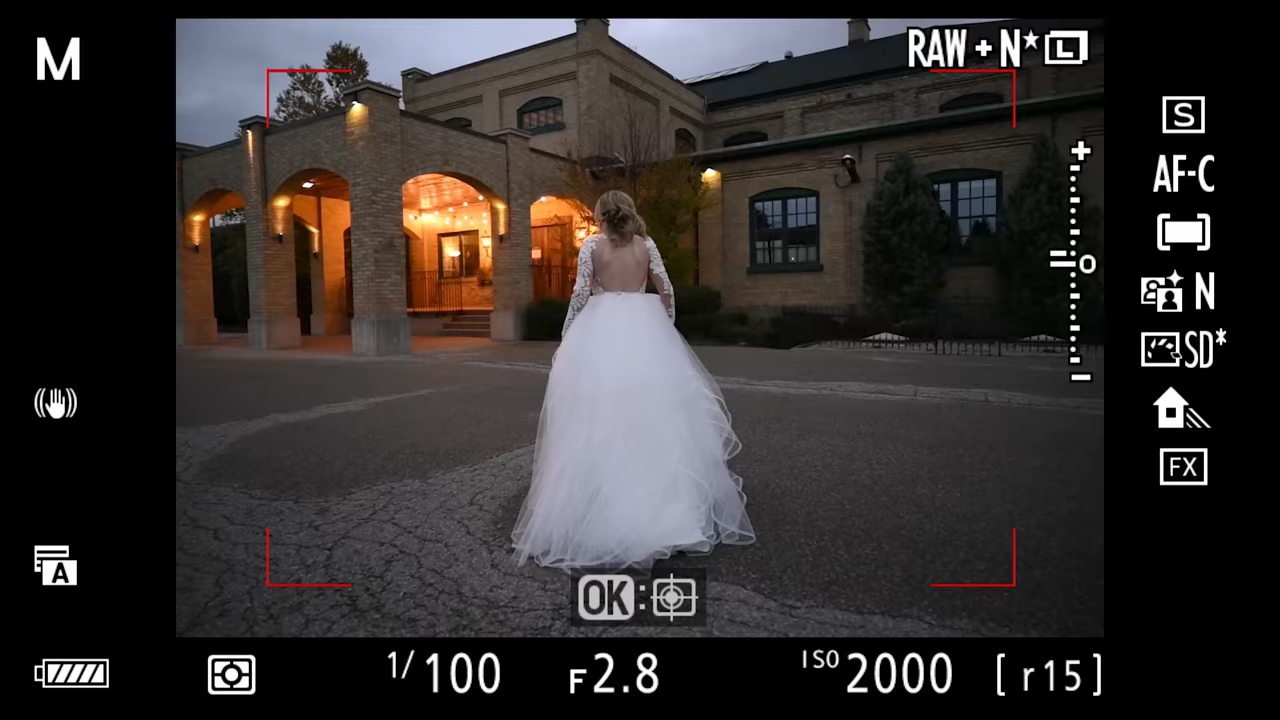 M
RAW + N★ L
S
AF-C
N
SD*
FX
A
OK :
1/100 F2.8 ISO 2000 [ r15 ]